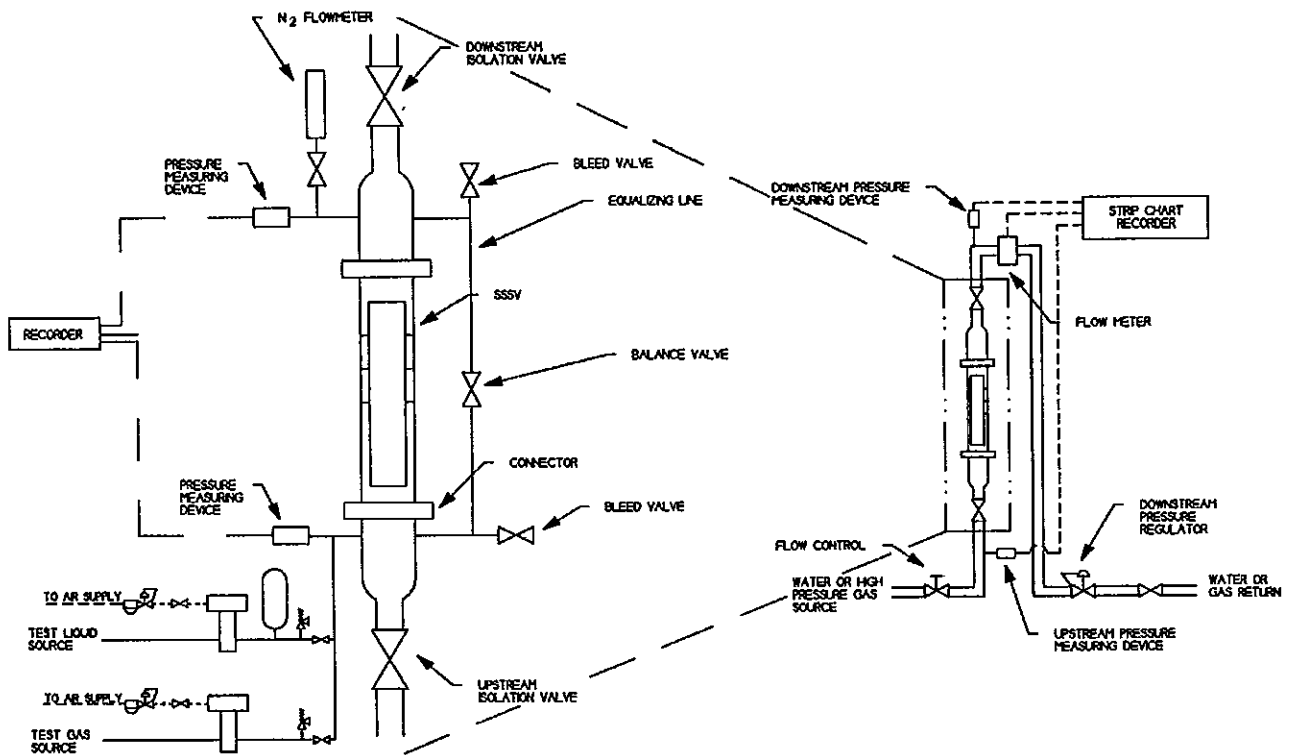 N2 FLOWMETER
DOWNSTREAM
ISOLATION VALVE
PRESSURE
MEASURING
DEVICE
BLEED VALVE
EQUALIZING LINE
SSSV
RECORDER
BALANCE VALVE
CONNECTOR
PRESSURE
MEASURING
DEVICE
BLEED VALVE
TO AIR SUPPLY
TEST LIQUID
SOURCE
UPSTREAM
ISOLATION VALVE
TO AIR SUPPLY
TEST GAS
SOURCE
DOWNSTREAM PRESSURE
MEASURING DEVICE
STRIP CHART
RECORDER
FLOW METER
DOWNSTREAM
PRESSURE
REGULATOR
FLOW CONTROL
WATER OR HIGH
PRESSURE GAS
SOURCE
WATER OR
GAS RETURN
UPSTREAM PRESSURE
MEASURING DEVICE